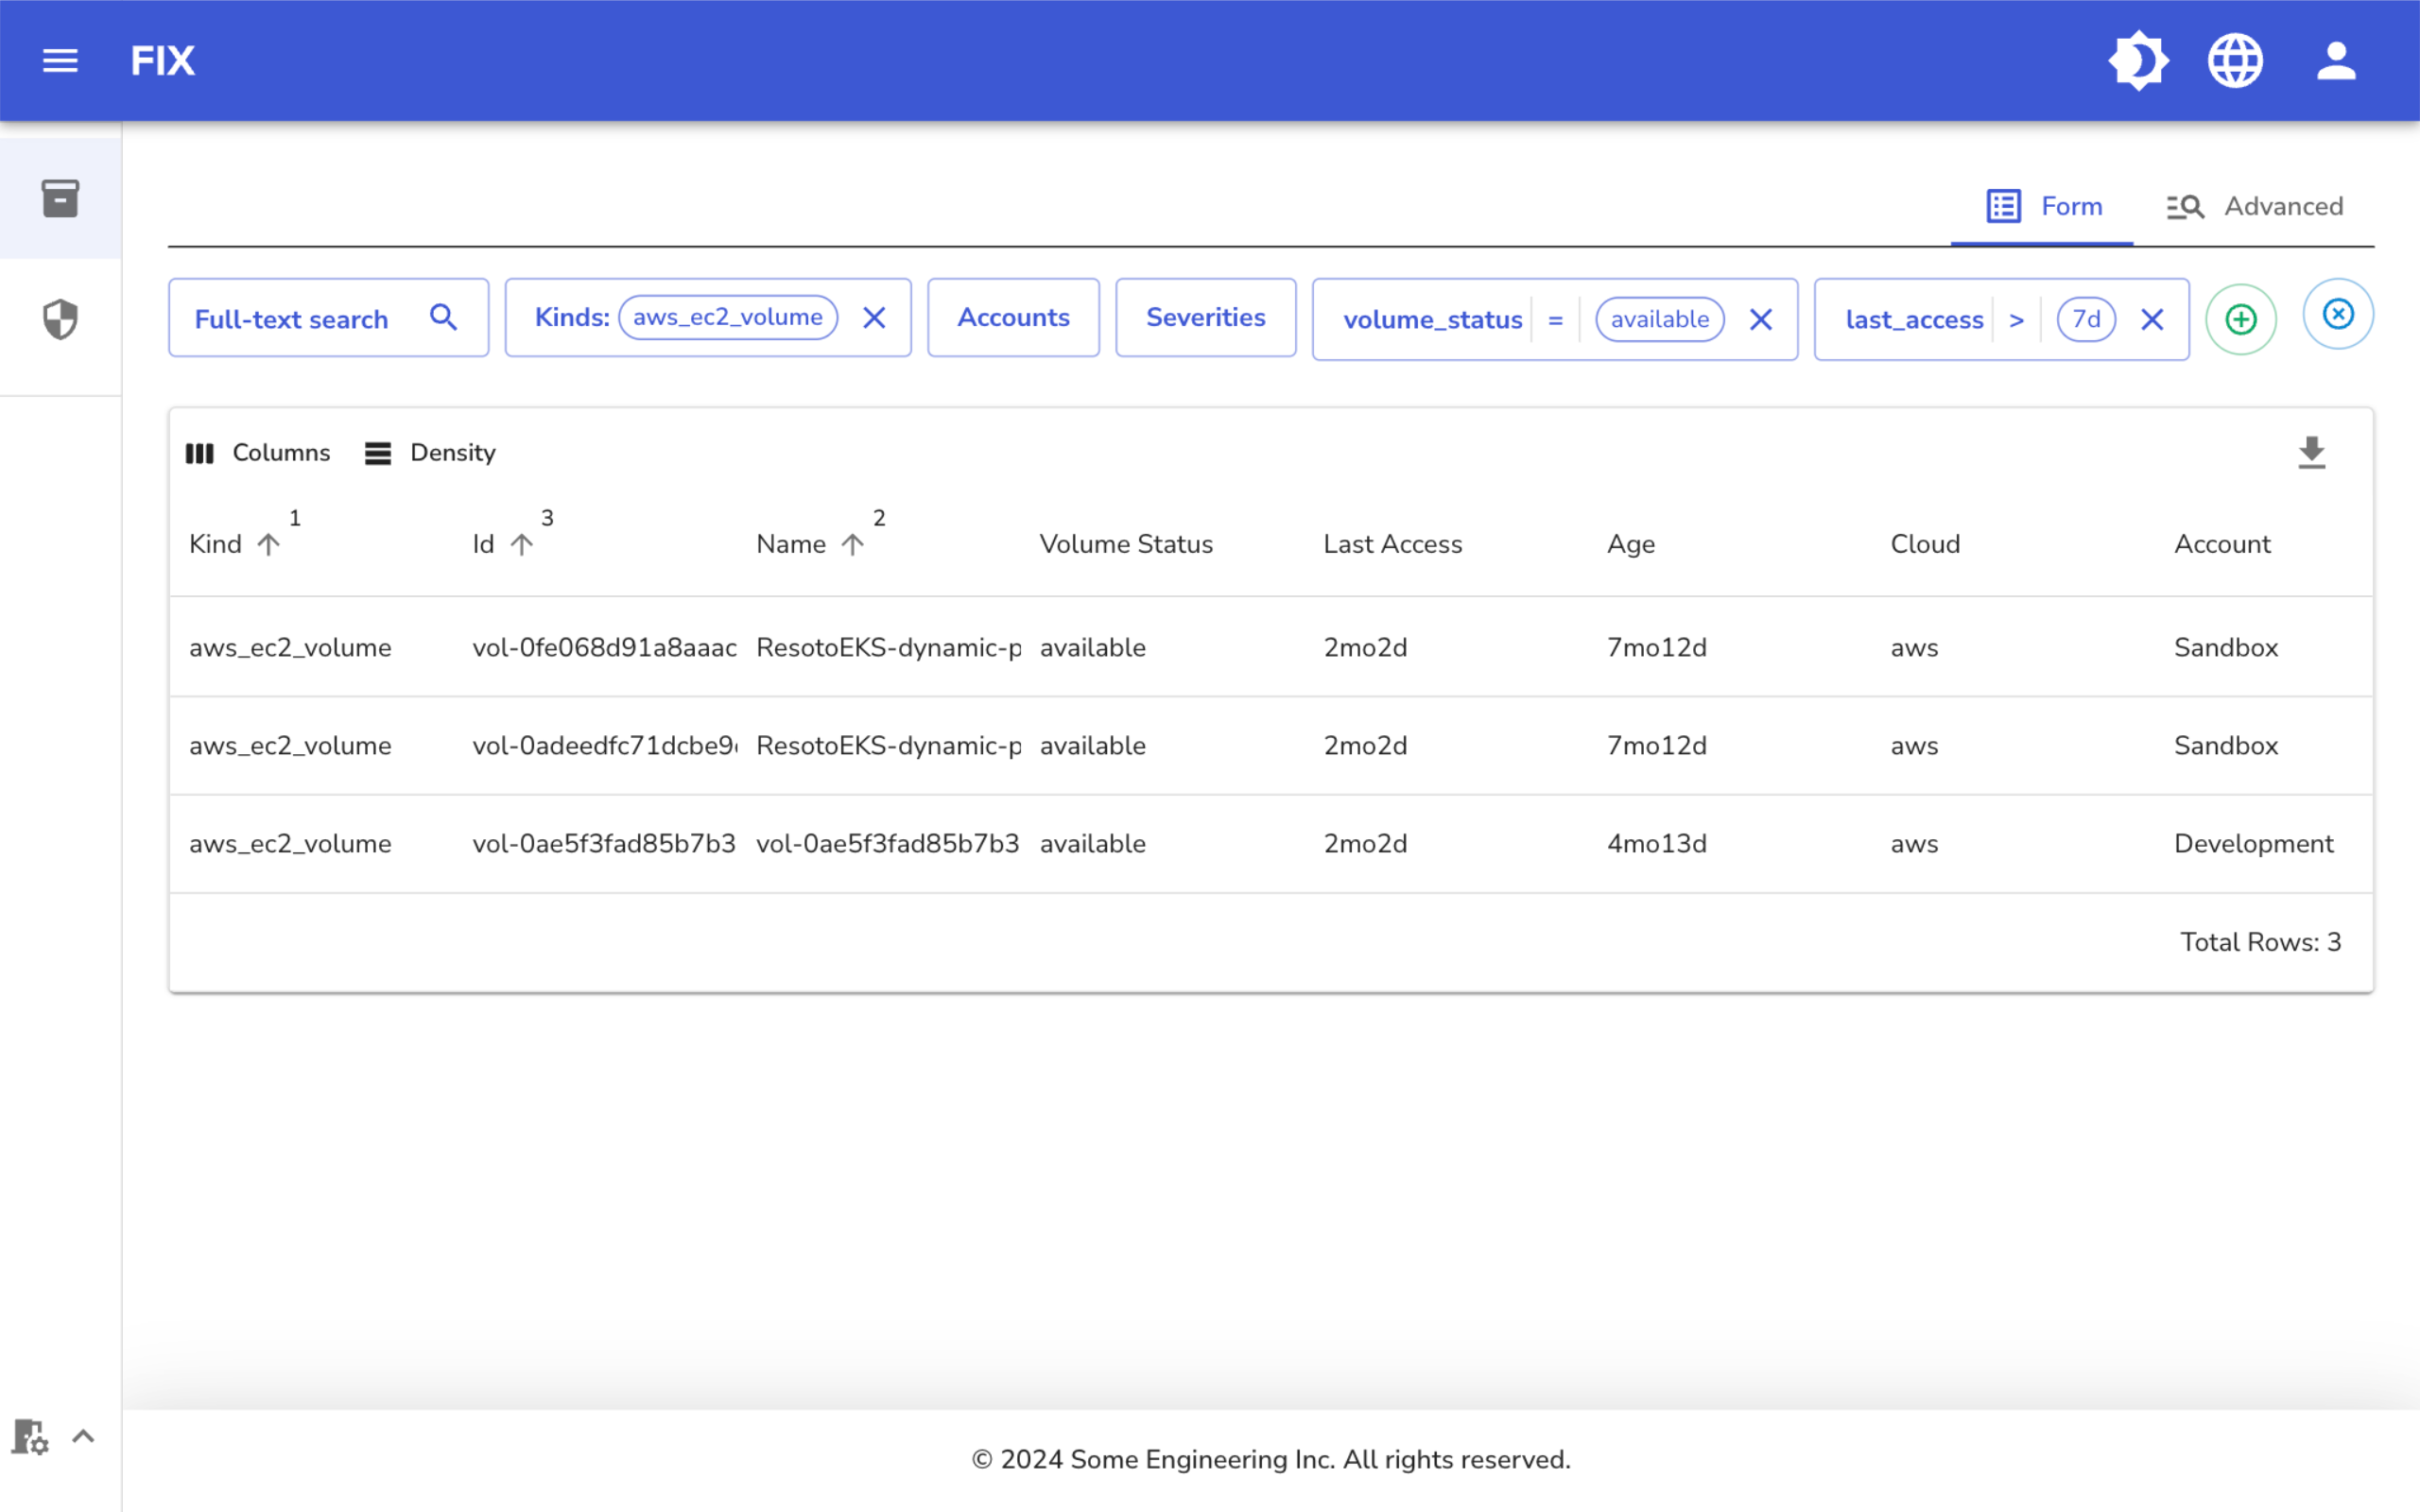 FIX
Form Advanced
Full-text search Kinds: aws_ec2_volume Accounts Severities volume_status = available last_access > 7d
Columns Density
Kind 1 Id 3 Name 2 Volume Status Last Access Age Cloud Account
aws_ec2_volume vol-0fe068d91a8aaac ResotoEKS-dynamic-p available 2mo2d 7mo12d aws Sandbox
aws_ec2_volume vol-0adeedfc71dcbe9 ResotoEKS-dynamic-p available 2mo2d 7mo12d aws Sandbox
aws_ec2_volume vol-0ae5f3fad85b7b3 vol-0ae5f3fad85b7b3 available 2mo2d 4mo13d aws Development
Total Rows: 3
© 2024 Some Engineering Inc. All rights reserved.